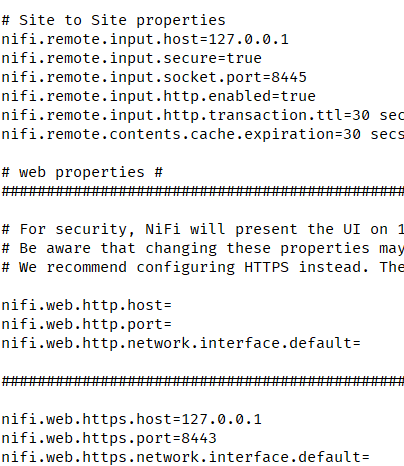 # Site to Site properties
nifi.remote.input.host=127.0.0.1
nifi.remote.input.secure=true
nifi.remote.input.socket.port=8445
nifi.remote.input.http.enabled=true
nifi.remote.input.http.transaction.ttl=30 sec
nifi.remote.contents.cache.expiration=30 secs
# web properties #
#############################################
# For security, NiFi will present the UI on 1
# Be aware that changing these properties may
# We recommend configuring HTTPS instead. The
nifi.web.http.host=
nifi.web.http.port=
nifi.web.http.network.interface.default=
#############################################
nifi.web.https.host=127.0.0.1
nifi.web.https.port=8443
nifi.web.https.network.interface.default=